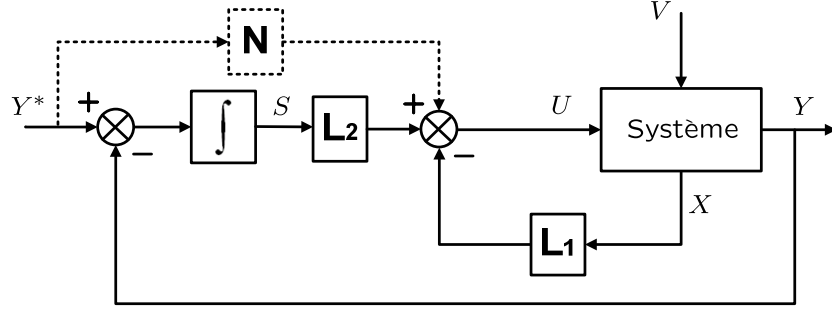 V
N
Y*
+
∫
S
L2
+
U
Système
Y
−
−
X
L1